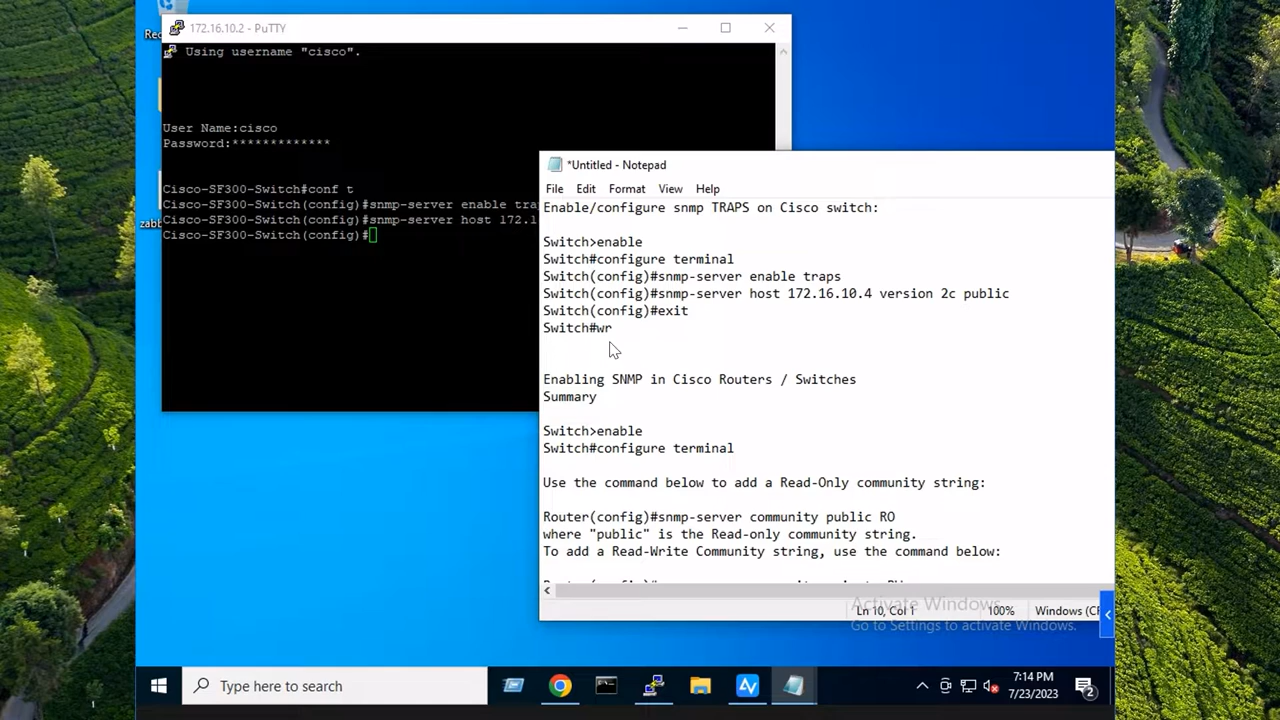 Rec
172.16.10.2 - PuTTY
Using username "cisco".
User Name:cisco
Password:*************
Cisco-SF300-Switch#conf t
Cisco-SF300-Switch(config)#snmp-server enable tra
Cisco-SF300-Switch(config)#snmp-server host 172.1
Cisco-SF300-Switch(config)#
zabb
*Untitled - Notepad
File Edit Format View Help
Enable/configure snmp TRAPS on Cisco switch:
Switch>enable
Switch#configure terminal
Switch(config)#snmp-server enable traps
Switch(config)#snmp-server host 172.16.10.4 version 2c public
Switch(config)#exit
Switch#wr
Enabling SNMP in Cisco Routers / Switches
Summary
Switch>enable
Switch#configure terminal
Use the command below to add a Read-Only community string:
Router(config)#snmp-server community public RO
where "public" is the Read-only community string.
To add a Read-Write Community string, use the command below:
Ln 10, Col 1 100% Windows (CR
Activate Windows
Go to Settings to activate Windows.
Type here to search
7:14 PM
7/23/2023
2